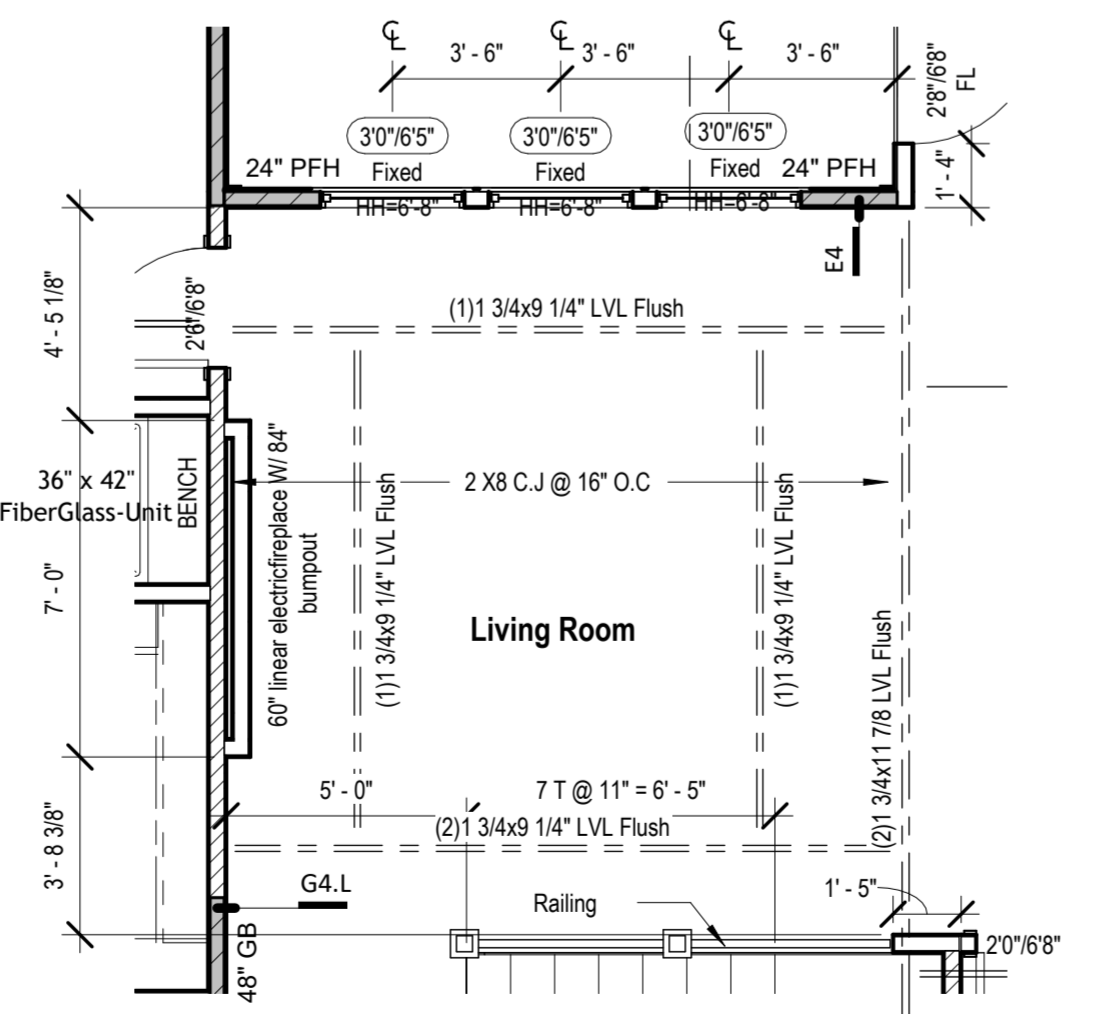 CL
CL
CL
3' - 6"
3' - 6"
3' - 6"
2'8"/6'8"
FL
3'0"/6'5"
3'0"/6'5"
3'0"/6'5"
24" PFH
Fixed
Fixed
Fixed
24" PFH
1' - 4"
HH=6'-8"
HH=6'-8"
HH=6'-8"
E4
4' - 5 1/8"
2'6"/6'8"
(1)1 3/4x9 1/4" LVL Flush
36" x 42"
FiberGlass-Unit
BENCH
60" linear electricfireplace W/ 84"
bumpout
(1)1 3/4x9 1/4" LVL Flush
2 X8 C.J @ 16" O.C
(1)1 3/4x9 1/4" LVL Flush
7' - 0"
Living Room
(2)1 3/4x11 7/8 LVL Flush
5' - 0"
7 T @ 11" = 6' - 5"
(2)1 3/4x9 1/4" LVL Flush
3' - 8 3/8"
G4.L
48" GB
Railing
1' - 5"
2'0"/6'8"